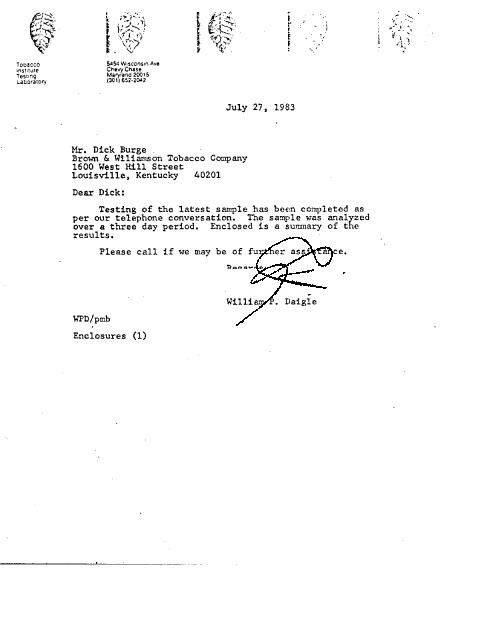 Tobacco
Institute
Testing
Laboratory
5454 Wisconsin Ave
Chevy Chase
Maryland 20015
(301) 652-2042
July 27, 1983
Mr. Dick Burge
Brown & Wiliamson Tobacco Company
1600 West Hill Street
Louisville, Kentucky 40201
Dear Dick:
Testing of the latest sample has been completed as
per our telephone conversation. The sample was analyzed
over a three day period. Enclosed is a summary of the
results.
Please call if we may be of further assistance.
William P. Daigle
WPD/pmb
Enclosures (1)